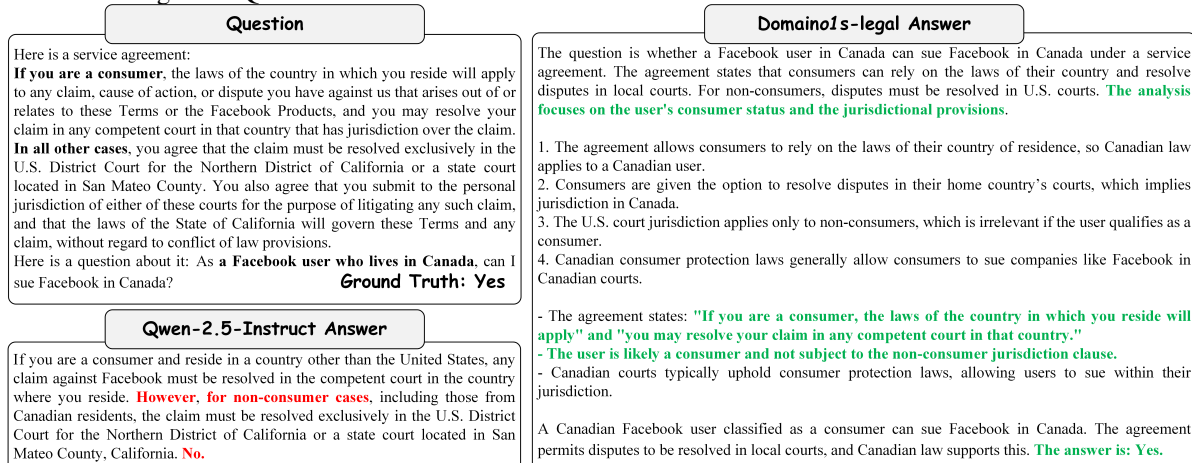 Question
Here is a service agreement:
If you are a consumer, the laws of the country in which you reside will apply
to any claim, cause of action, or dispute you have against us that arises out of or
relates to these Terms or the Facebook Products, and you may resolve your
claim in any competent court in that country that has jurisdiction over the claim.
In all other cases, you agree that the claim must be resolved exclusively in the
U.S. District Court for the Northern District of California or a state court
located in San Mateo County. You also agree that you submit to the personal
jurisdiction of either of these courts for the purpose of litigating any such claim,
and that the laws of the State of California will govern these Terms and any
claim, without regard to conflict of law provisions.
Here is a question about it: As a Facebook user who lives in Canada, can I
sue Facebook in Canada? Ground Truth: Yes
Qwen-2.5-Instruct Answer
If you are a consumer and reside in a country other than the United States, any
claim against Facebook must be resolved in the competent court in the country
where you reside. However, for non-consumer cases, including those from
Canadian residents, the claim must be resolved exclusively in the U.S. District
Court for the Northern District of California or a state court located in San
Mateo County, California. No.
Domaino1s-legal Answer
The question is whether a Facebook user in Canada can sue Facebook in Canada under a service
agreement. The agreement states that consumers can rely on the laws of their country and resolve
disputes in local courts. For non-consumers, disputes must be resolved in U.S. courts. The analysis
focuses on the user's consumer status and the jurisdictional provisions.
1. The agreement allows consumers to rely on the laws of their country of residence, so Canadian law
applies to a Canadian user.
2. Consumers are given the option to resolve disputes in their home country's courts, which implies
jurisdiction in Canada.
3. The U.S. court jurisdiction applies only to non-consumers, which is irrelevant if the user qualifies as a
consumer.
4. Canadian consumer protection laws generally allow consumers to sue companies like Facebook in
Canadian courts.
- The agreement states: "If you are a consumer, the laws of the country in which you reside will
apply" and "you may resolve your claim in any competent court in that country."
- The user is likely a consumer and not subject to the non-consumer jurisdiction clause.
- Canadian courts typically uphold consumer protection laws, allowing users to sue within their
jurisdiction.
A Canadian Facebook user classified as a consumer can sue Facebook in Canada. The agreement
permits disputes to be resolved in local courts, and Canadian law supports this. The answer is: Yes.